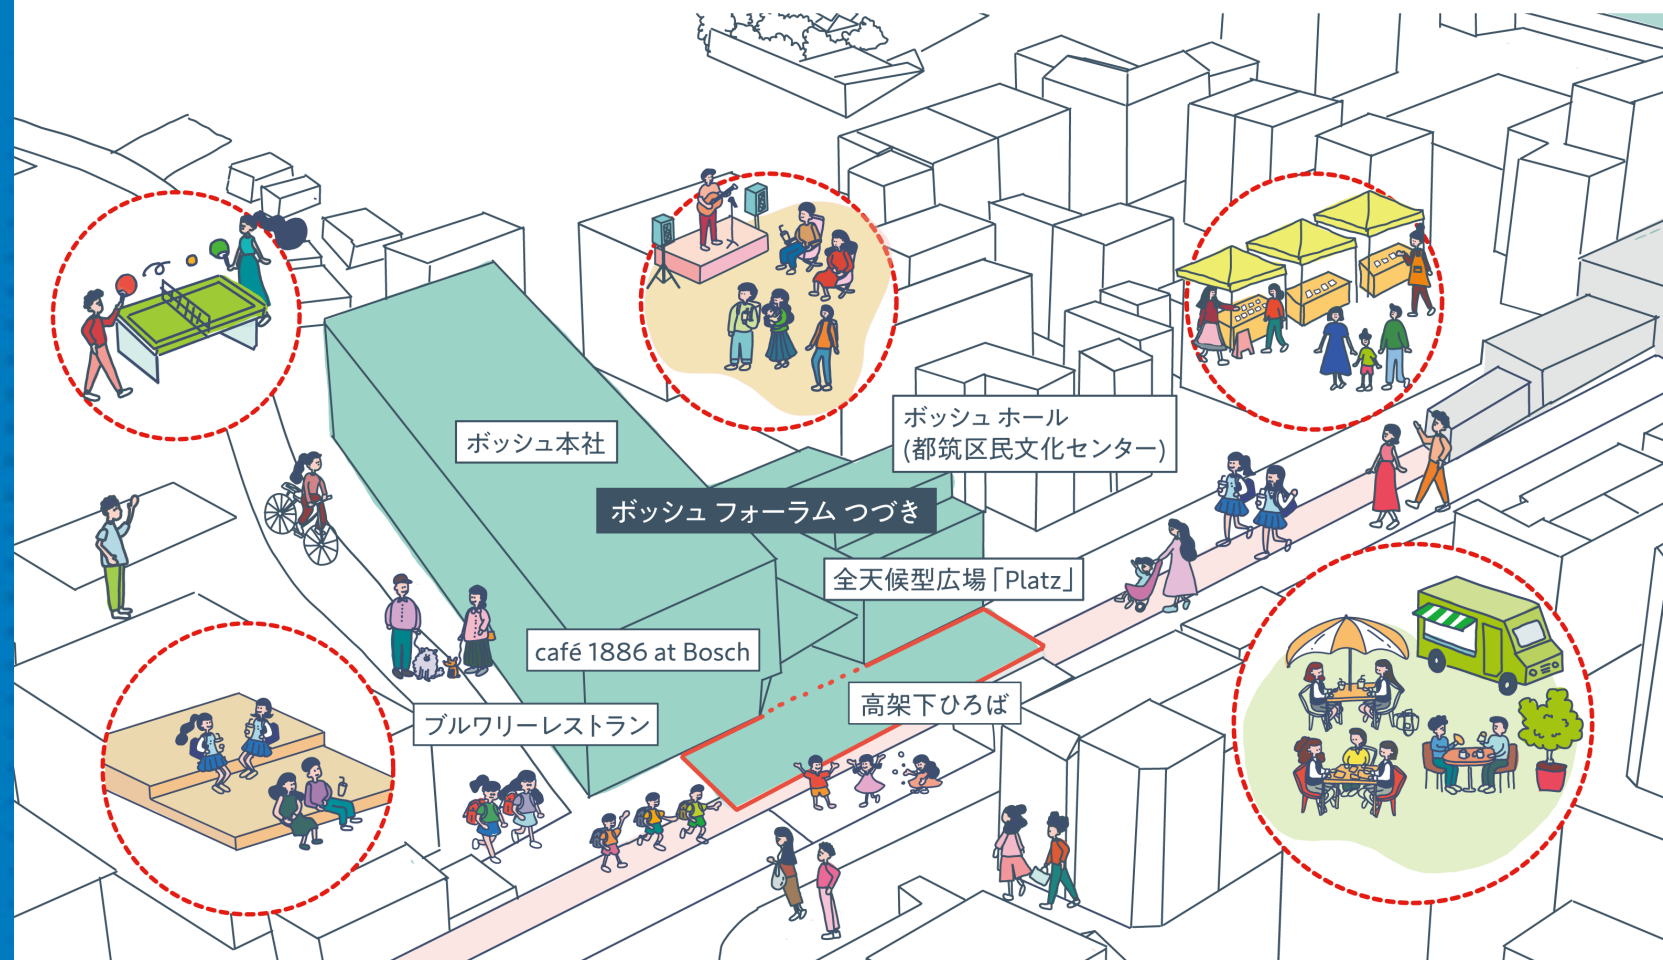 ボッシュ ホール
(都筑区民文化センター)
ボッシュ本社
ボッシュ フォーラム つづき
全天候型広場「Platz」
café 1886 at Bosch
高架下ひろば
ブルワリーレストラン